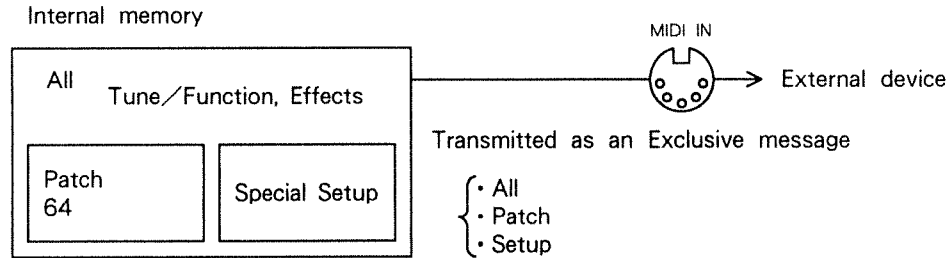 Internal memory
MIDI IN
All
Tune／Function, Effects
External device
Transmitted as an Exclusive message
Patch
64
Special Setup
・All
・Patch
・Setup